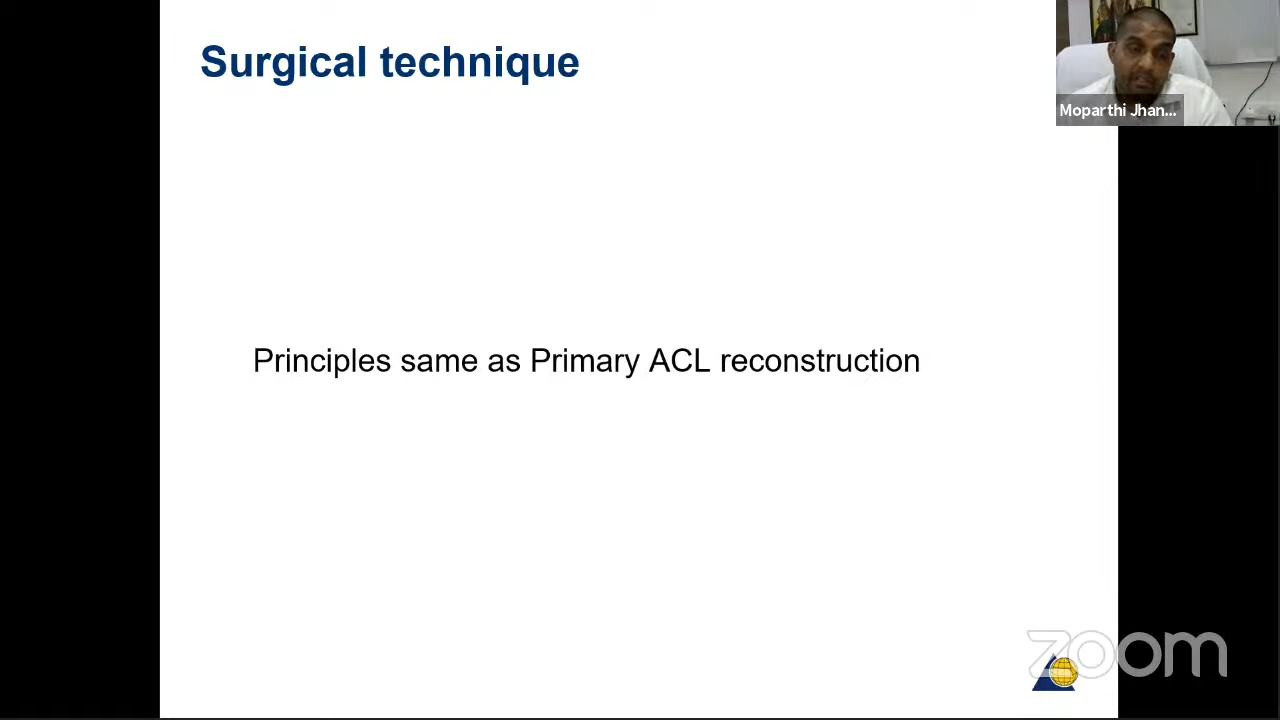 Surgical technique
Moparthi Jhan...
Principles same as Primary ACL reconstruction
zoom